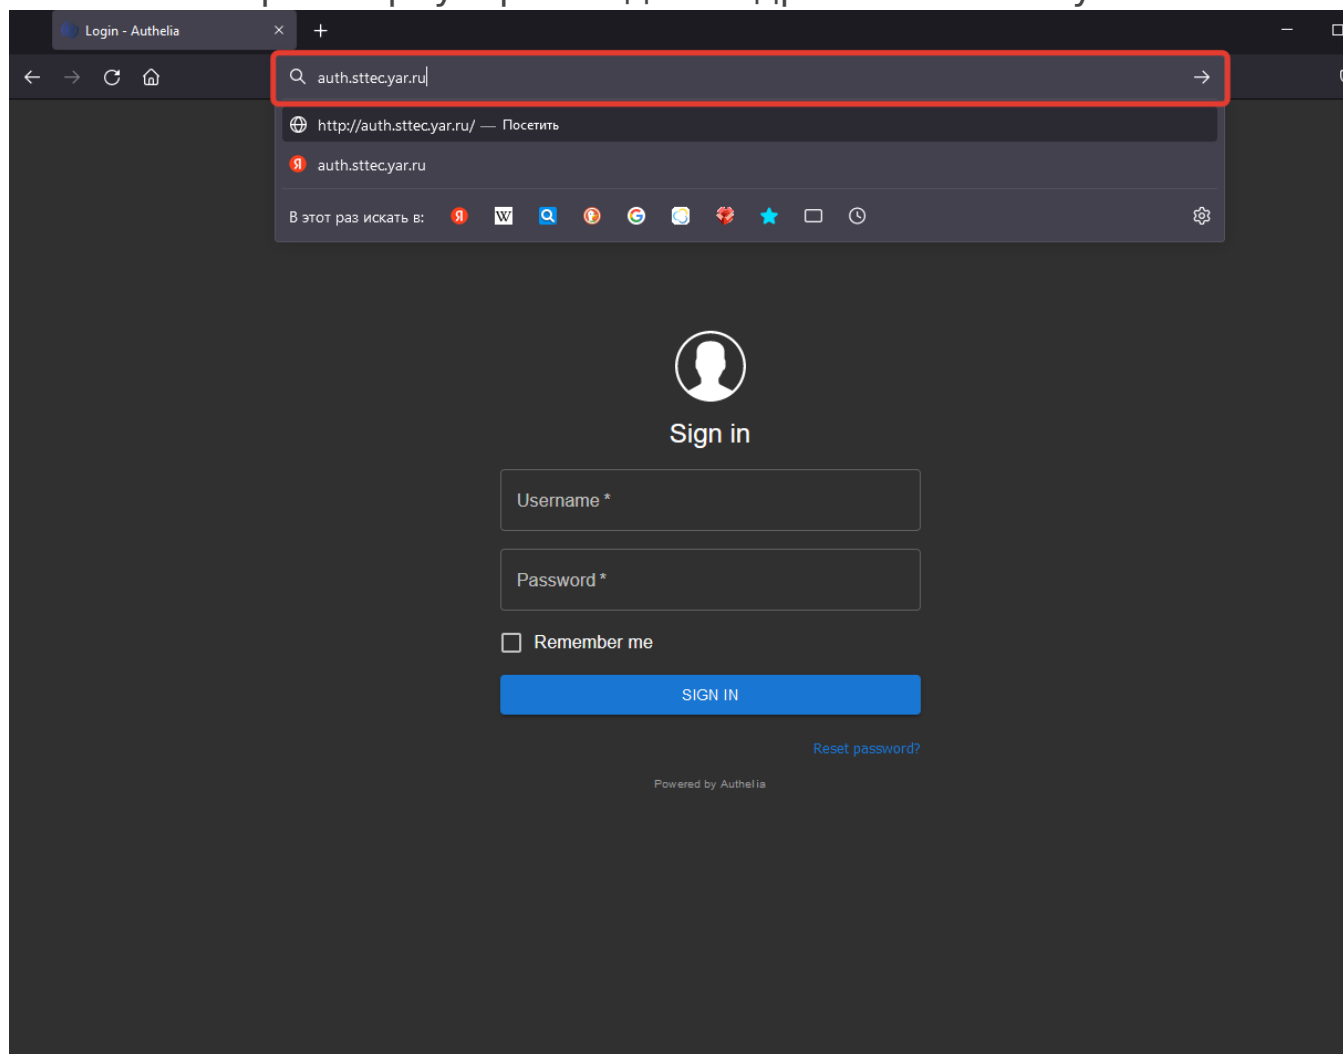 Login - Authelia
auth.sttec.yar.ru
http://auth.sttec.yar.ru/ — Посетить
auth.sttec.yar.ru
В этот раз искать в:
Sign in
Username *
Password *
Remember me
SIGN IN
Reset password?
Powered by Authelia